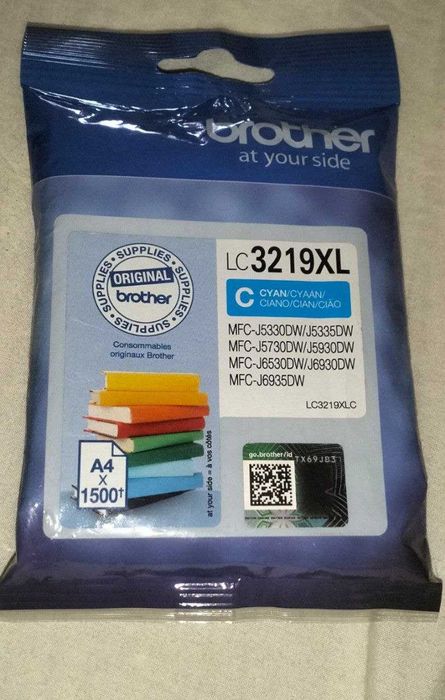 brother
at your side
SUPPLIES • SUPPLIES • SUPPLIES • SUPPLIES •
ORIGINAL
brother
Consommables
originaux Brother
A4
x
1500†
at your side = à vos côtés
LC3219XL
C CYAN/CYAAN/
CIANO/CIAN/CIÃO
MFC-J5330DW/J5335DW
MFC-J5730DW/J5930DW
MFC-J6530DW/J6930DW
MFC-J6935DW
LC3219XLC
go.brother/id
TX69JB3